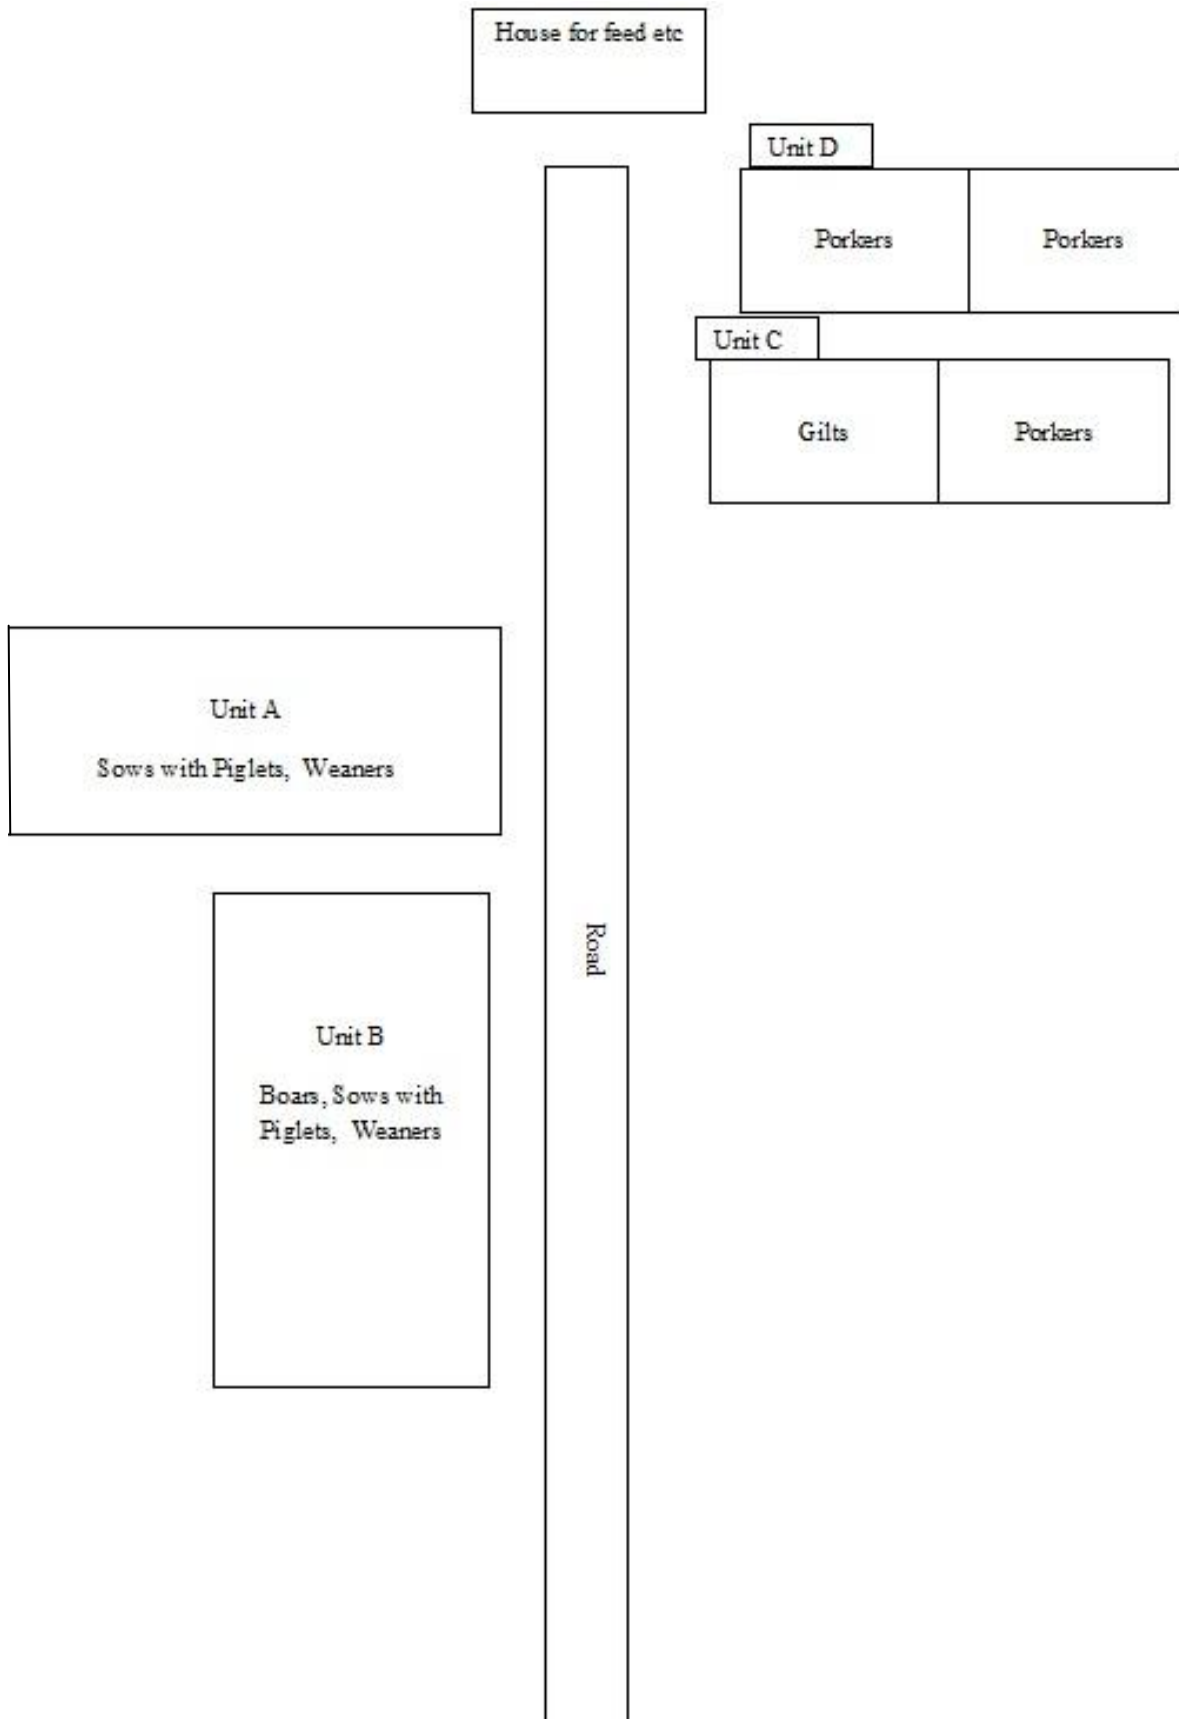 House for feed etc
Unit D
Porkers
Porkers
Unit C
Gilts
Porkers
Unit A
Sows with Piglets, Weaners
Road
Unit B
Boars, Sows with
Piglets, Weaners